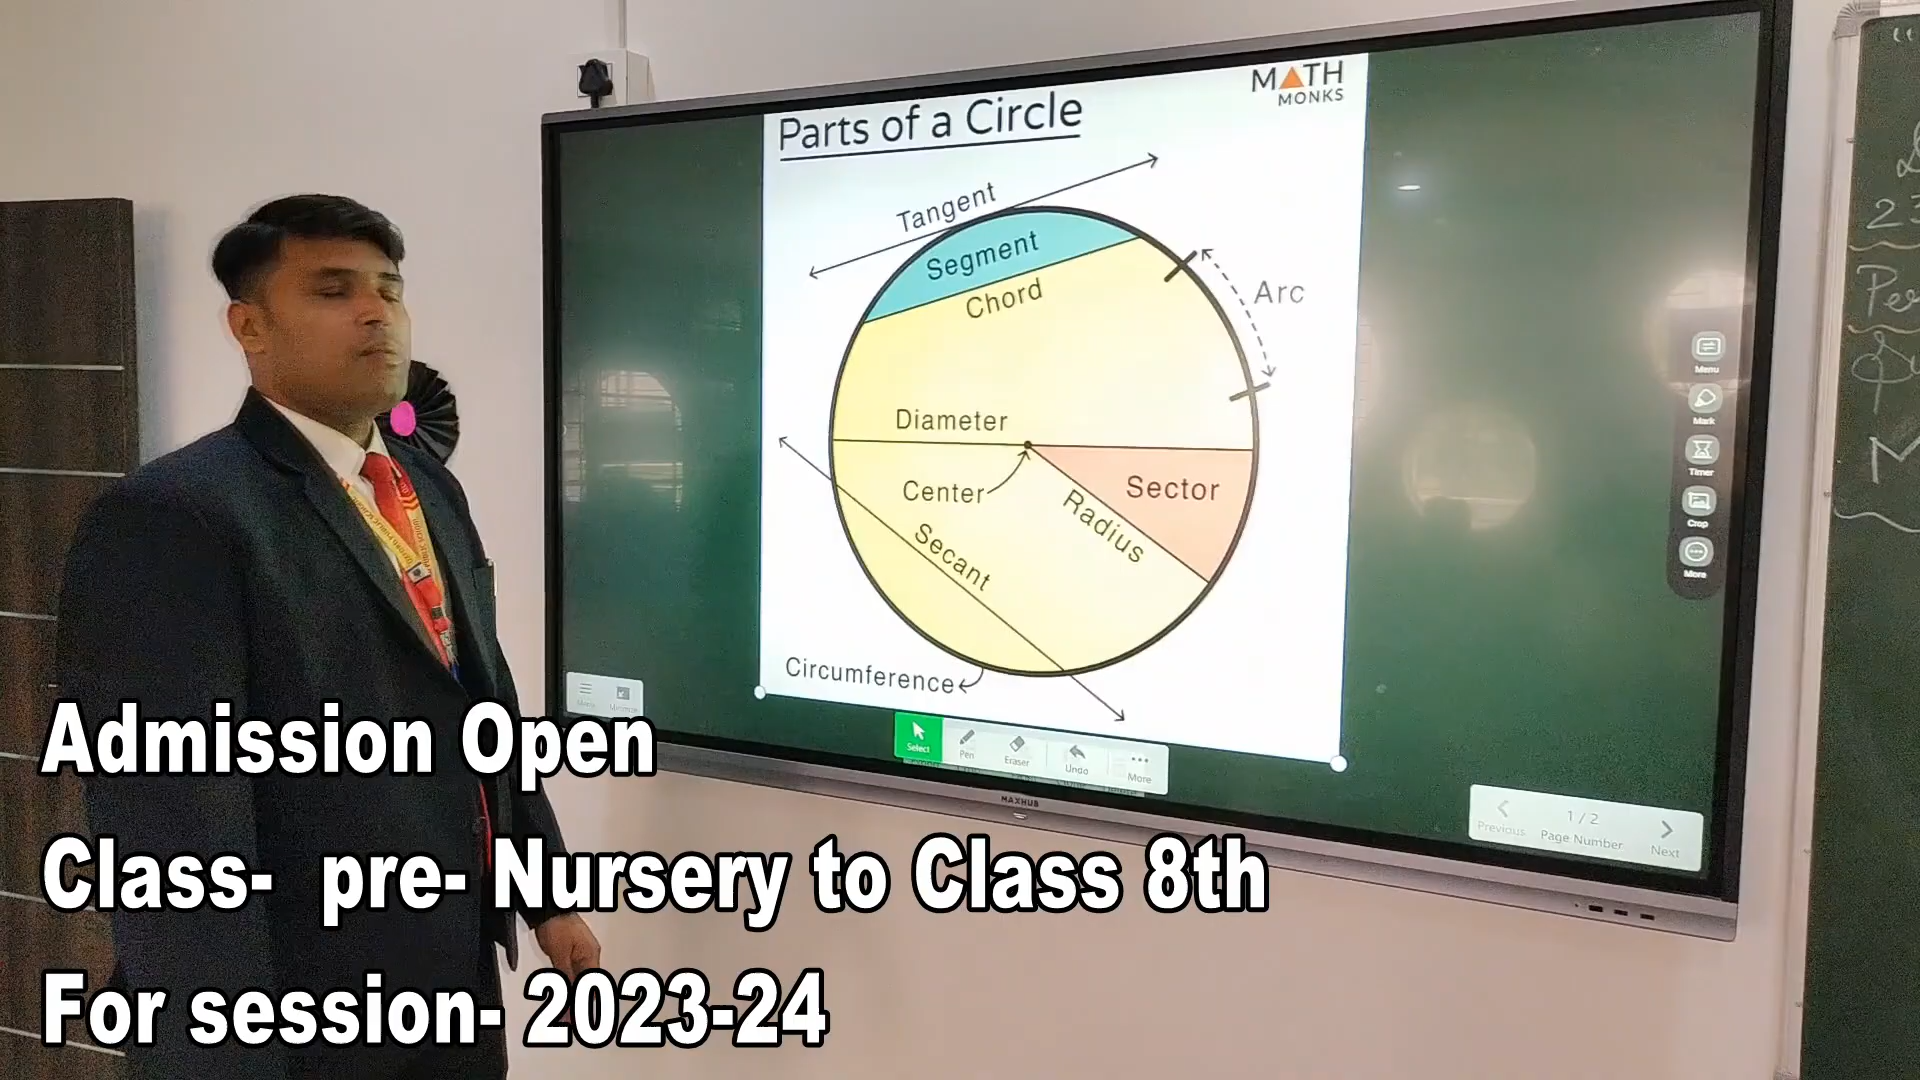 MATH
MONKS
Parts of a Circle
Tangent
Segment
Chord
Arc
Diameter
Center
Sector
Radius
Secant
Circumference
Menu
Mark
Timer
Crop
More
Minimize
Select
Pen
Eraser
Undo
More
MAXHUB
1 / 2
Previous
Page Number
Next
Admission Open
Class- pre- Nursery to Class 8th
For session- 2023-24